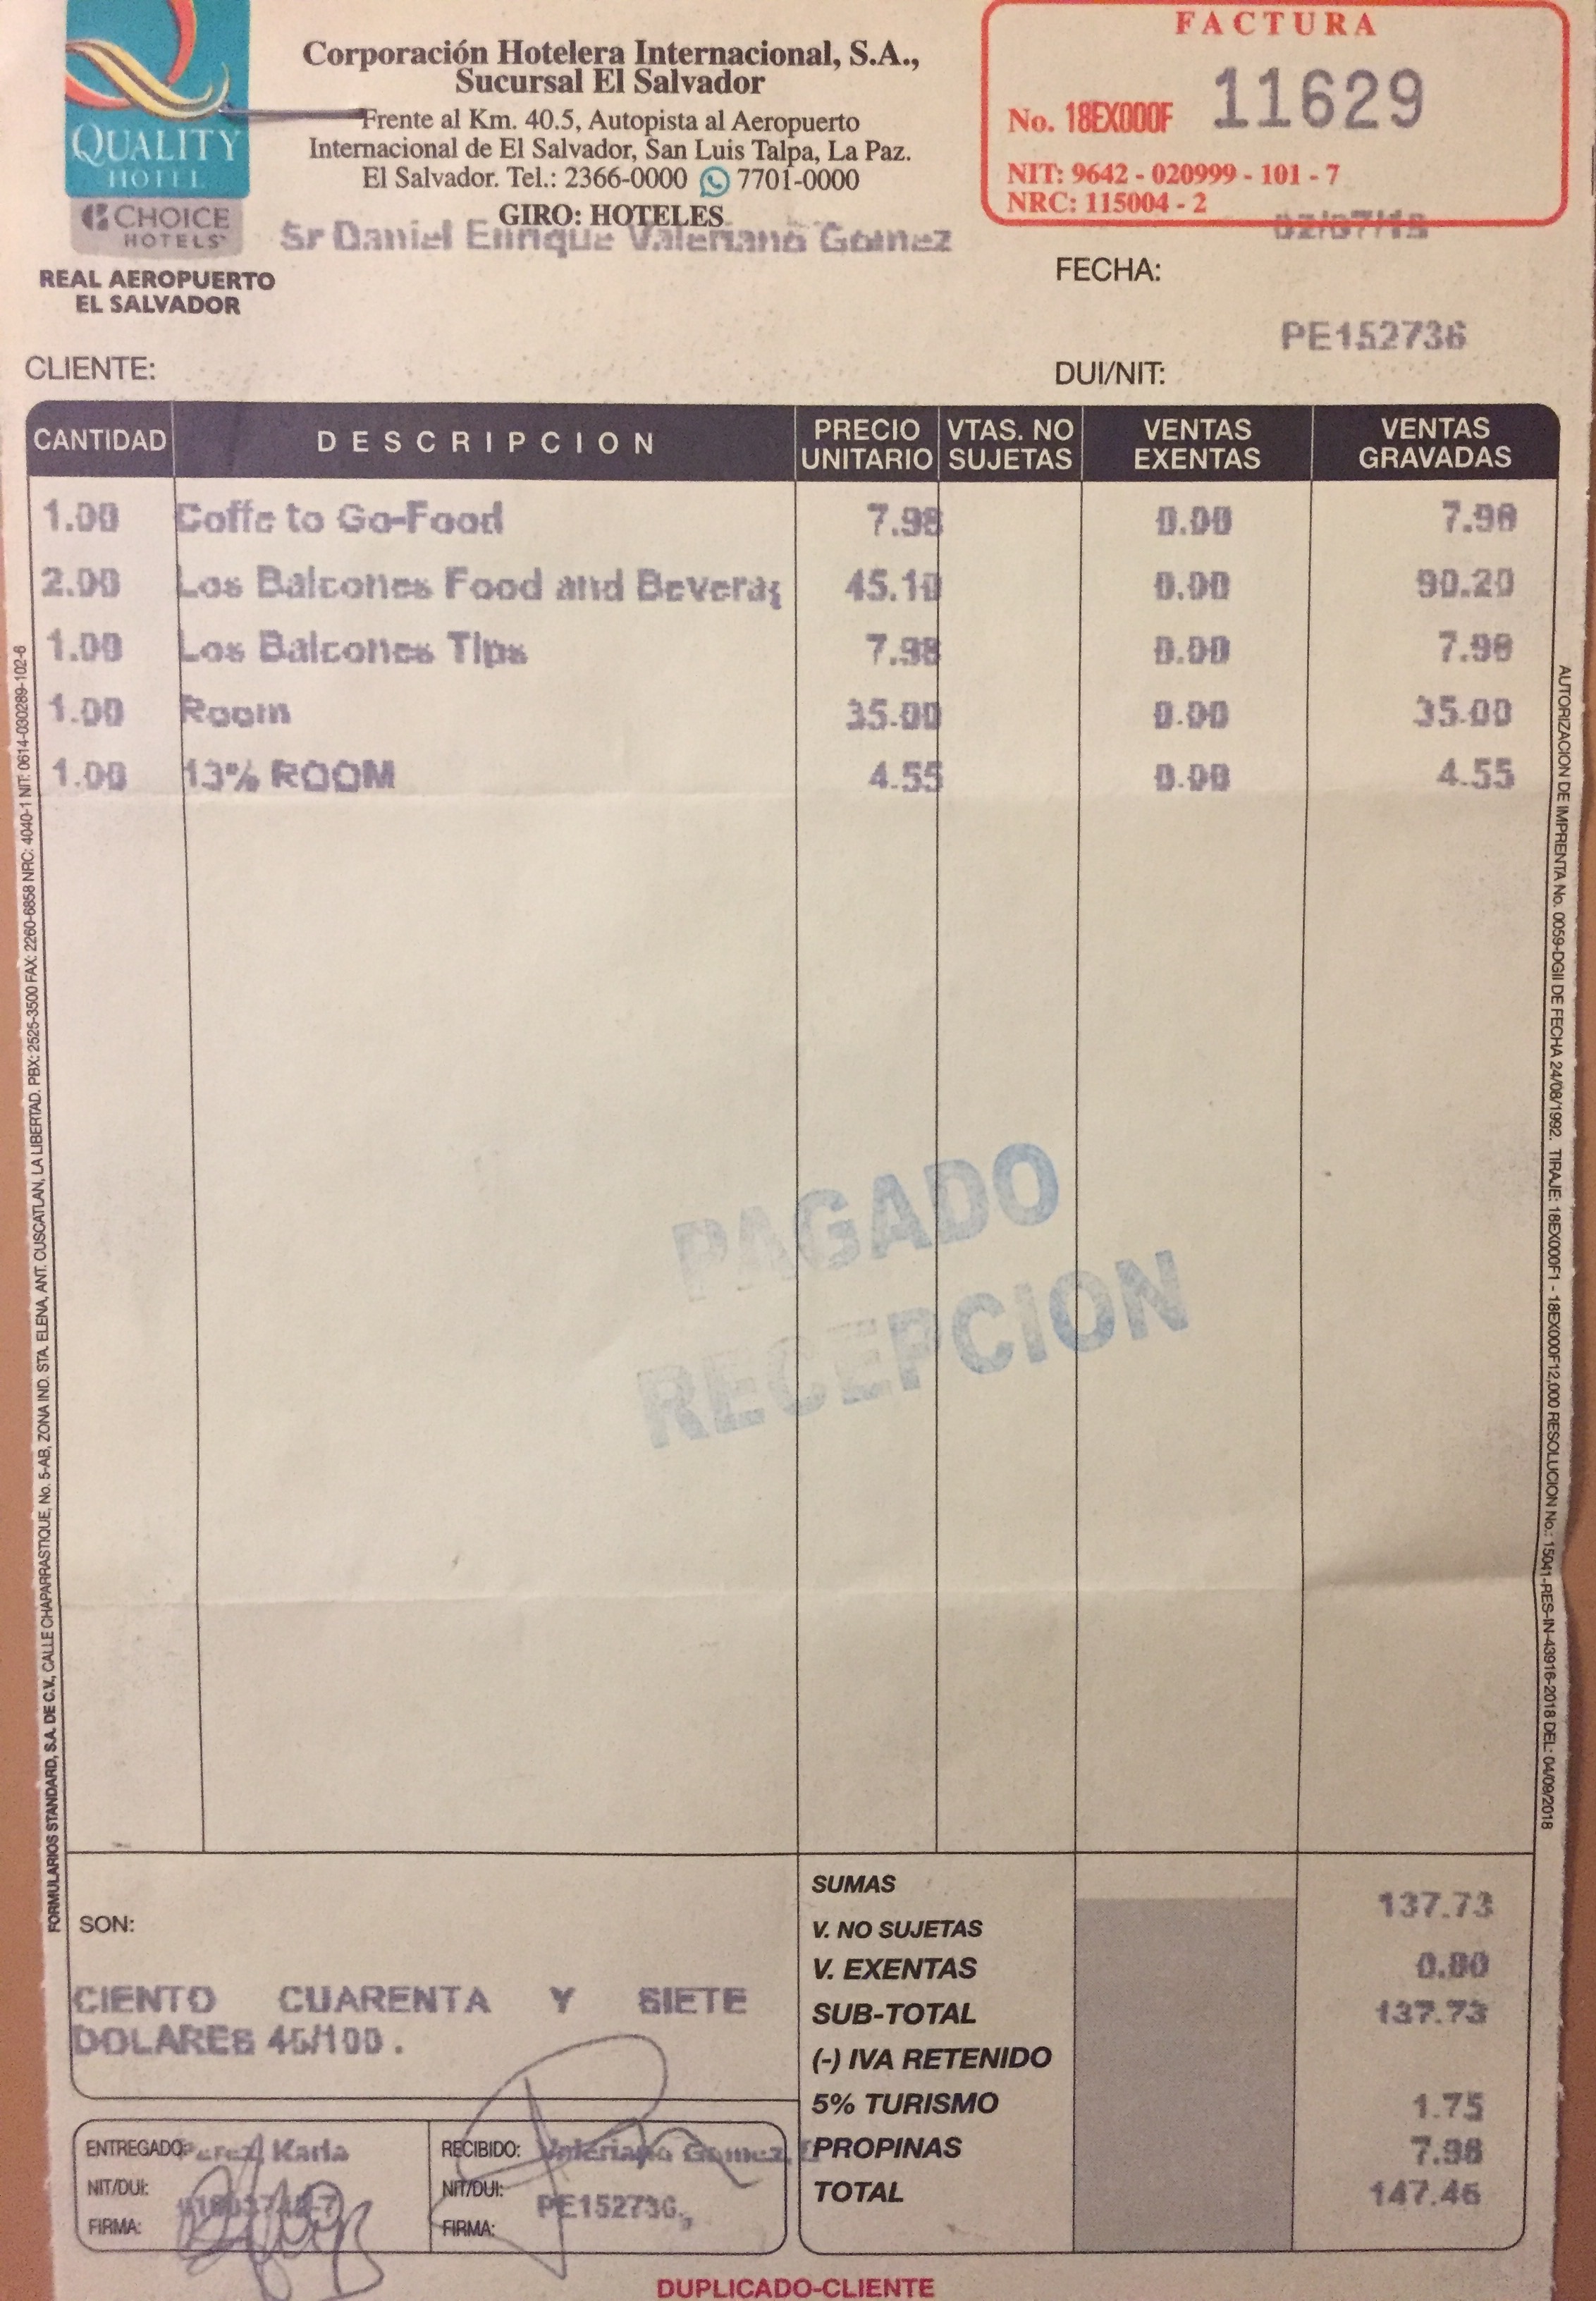 FACTURA
No. 18EX000F 11629
NIT: 9642 - 020999 - 101 - 7
NRC: 115004 - 2
QUALITY
HOTEL
CHOICE
HOTELS
REAL AEROPUERTO
EL SALVADOR
Corporación Hotelera Internacional, S.A.,
Sucursal El Salvador
Frente al Km. 40.5, Autopista al Aeropuerto
Internacional de El Salvador, San Luis Talpa, La Paz.
El Salvador. Tel.: 2366-0000 7701-0000
GIRO: HOTELES
Sr Daniel Enrique Valeriano Gomez
FECHA:
PE152736
CLIENTE: DUI/NIT:
CANTIDAD DESCRIPCION PRECIO UNITARIO VTAS. NO SUJETAS VENTAS EXENTAS VENTAS GRAVADAS
1.00 Coffe to Go-Food 7.98 0.00 7.98
2.00 Los Balcones Food and Beverag 45.10 0.00 90.20
1.00 Los Balcones Tips 7.98 0.00
1.00 Room 35.00 0.00 35.00
1.00 13% ROOM 4.55 0.00 4.55
PAGADO
RECEPCION
SON:
CIENTO CUARENTA Y SIETE
DOLARES 46/100.
SUMAS 137.73
V. NO SUJETAS
V. EXENTAS 0.00
SUB-TOTAL 137.73
(-) IVA RETENIDO
5% TURISMO 1.75
PROPINAS 7.98
TOTAL 147.46
ENTREGADO: Perez, Karla
NIT/DUI:
FIRMA:
RECIBIDO: Valeriano Gomez,
NIT/DUI: PE152736
FIRMA:
DUPLICADO-CLIENTE
FORMULARIOS STANDARD, S.A. DE C.V., CALLE CHAPARRASTIQUE, No. 5-AB, ZONA IND. STA. ELENA, ANT. CUSCATLAN, LA LIBERTAD. PBX: 2525-3500 FAX: 2260-6858 NRC: 4040-1 NIT: 0614-030289-102-6
AUTORIZACION DE IMPRENTA No. 0059-DGII DE FECHA 24/08/1992. TIRAJE: 18EX000F1 - 18EX000F12,000 RESOLUCION No.: 15041-RES-IN-43916-2018 DEL: 04/09/2018